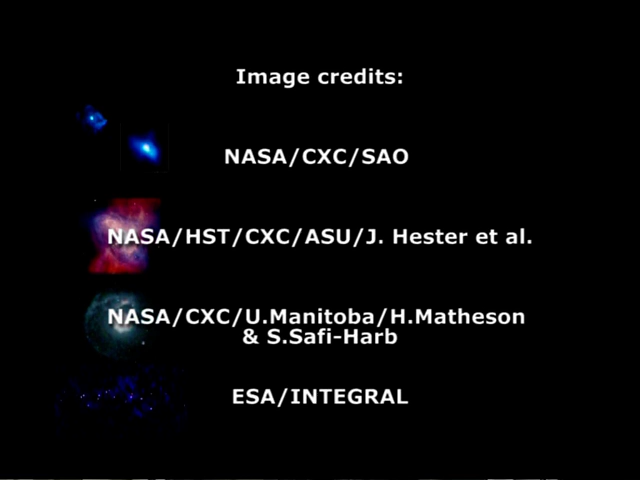 Image credits:
NASA/CXC/SAO
NASA/HST/CXC/ASU/J. Hester et al.
NASA/CXC/U.Manitoba/H.Matheson
& S.Safi-Harb
ESA/INTEGRAL